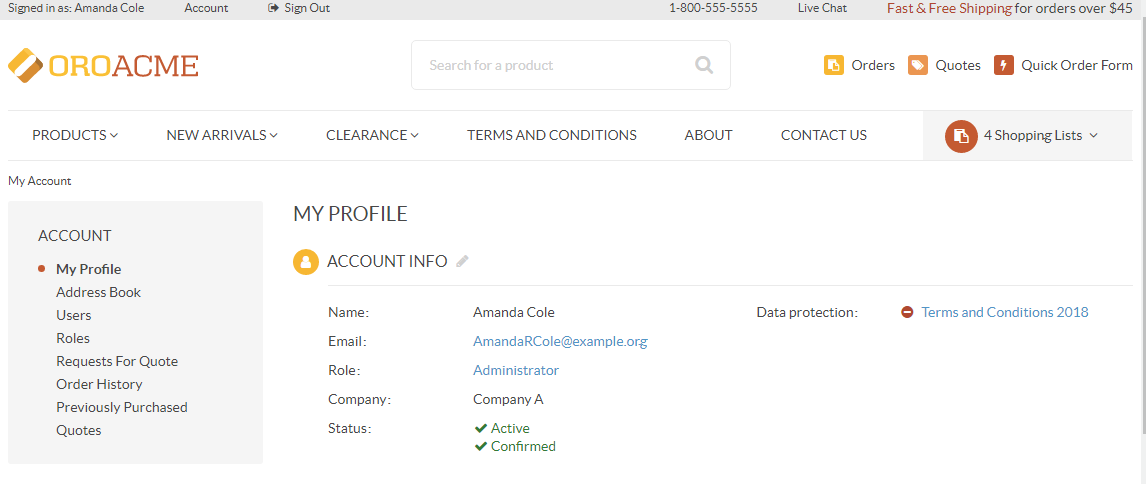 Signed in as: Amanda Cole Account Sign Out 1-800-555-5555 Live Chat Fast & Free Shipping for orders over $45
OROACME Search for a product Orders Quotes Quick Order Form
PRODUCTS NEW ARRIVALS CLEARANCE TERMS AND CONDITIONS ABOUT CONTACT US 4 Shopping Lists
My Account
ACCOUNT
My Profile
Address Book
Users
Roles
Requests For Quote
Order History
Previously Purchased
Quotes
MY PROFILE
ACCOUNT INFO
Name: Amanda Cole Data protection: Terms and Conditions 2018
Email: AmandaRCole@example.org
Role: Administrator
Company: Company A
Status: Active
Confirmed